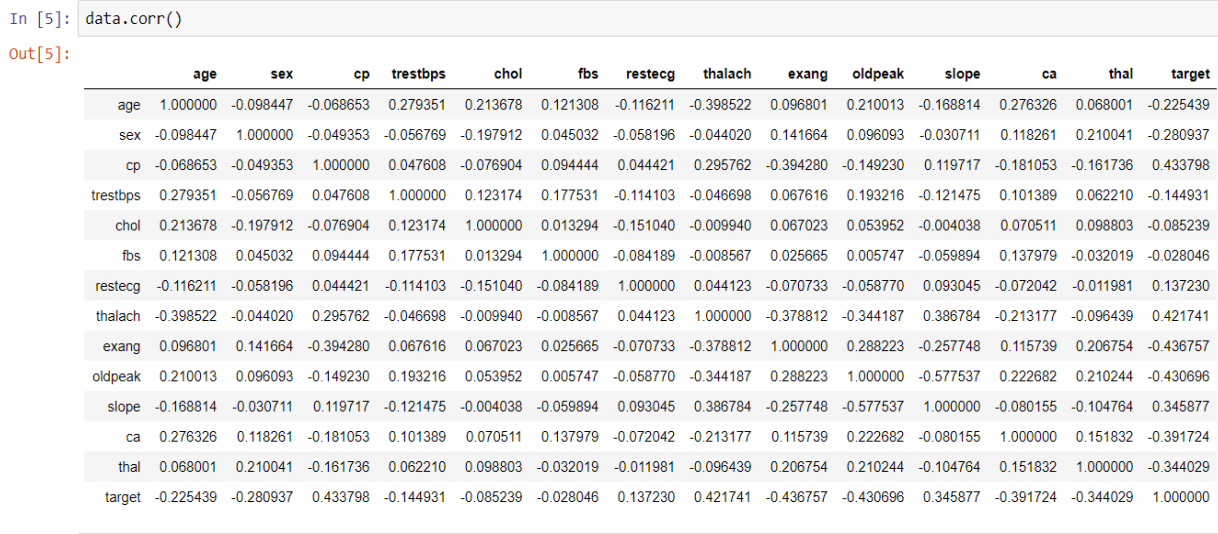 In [5]: data.corr()
Out[5]:
age sex cp trestbps chol fbs restecg thalach exang oldpeak slope ca thal target
age 1.000000 -0.098447 -0.068653 0.279351 0.213678 0.121308 -0.116211 -0.398522 0.096801 0.210013 -0.168814 0.276326 0.068001 -0.225439
sex -0.098447 1.000000 -0.049353 -0.056769 -0.197912 0.045032 -0.058196 -0.044020 0.141664 0.096093 -0.030711 0.118261 0.210041 -0.280937
cp -0.068653 -0.049353 1.000000 0.047608 -0.076904 0.094444 0.044421 0.295762 -0.394280 -0.149230 0.119717 -0.181053 -0.161736 0.433798
trestbps 0.279351 -0.056769 0.047608 1.000000 0.123174 0.177531 -0.114103 -0.046698 0.067616 0.193216 -0.121475 0.101389 0.062210 -0.144931
chol 0.213678 -0.197912 -0.076904 0.123174 1.000000 0.013294 -0.151040 -0.009940 0.067023 0.053952 -0.004038 0.070511 0.098803 -0.085239
fbs 0.121308 0.045032 0.094444 0.177531 0.013294 1.000000 -0.084189 -0.008567 0.025665 0.005747 -0.059894 0.137979 -0.032019 -0.028046
restecg -0.116211 -0.058196 0.044421 -0.114103 -0.151040 -0.084189 1.000000 0.044123 -0.070733 -0.058770 0.093045 -0.072042 -0.011981 0.137230
thalach -0.398522 -0.044020 0.295762 -0.046698 -0.009940 -0.008567 0.044123 1.000000 -0.378812 -0.344187 0.386784 -0.213177 -0.096439 0.421741
exang 0.096801 0.141664 -0.394280 0.067616 0.067023 0.025665 -0.070733 -0.378812 1.000000 0.288223 -0.257748 0.115739 0.206754 -0.436757
oldpeak 0.210013 0.096093 -0.149230 0.193216 0.053952 0.005747 -0.058770 -0.344187 0.288223 1.000000 -0.577537 0.222682 0.210244 -0.430696
slope -0.168814 -0.030711 0.119717 -0.121475 -0.004038 -0.059894 0.093045 0.386784 -0.257748 -0.577537 1.000000 -0.080155 -0.104764 0.345877
ca 0.276326 0.118261 -0.181053 0.101389 0.070511 0.137979 -0.072042 -0.213177 0.115739 0.222682 -0.080155 1.000000 0.151832 -0.391724
thal 0.068001 0.210041 -0.161736 0.062210 0.098803 -0.032019 -0.011981 -0.096439 0.206754 0.210244 -0.104764 0.151832 1.000000 -0.344029
target -0.225439 -0.280937 0.433798 -0.144931 -0.085239 -0.028046 0.137230 0.421741 -0.436757 -0.430696 0.345877 -0.391724 -0.344029 1.000000